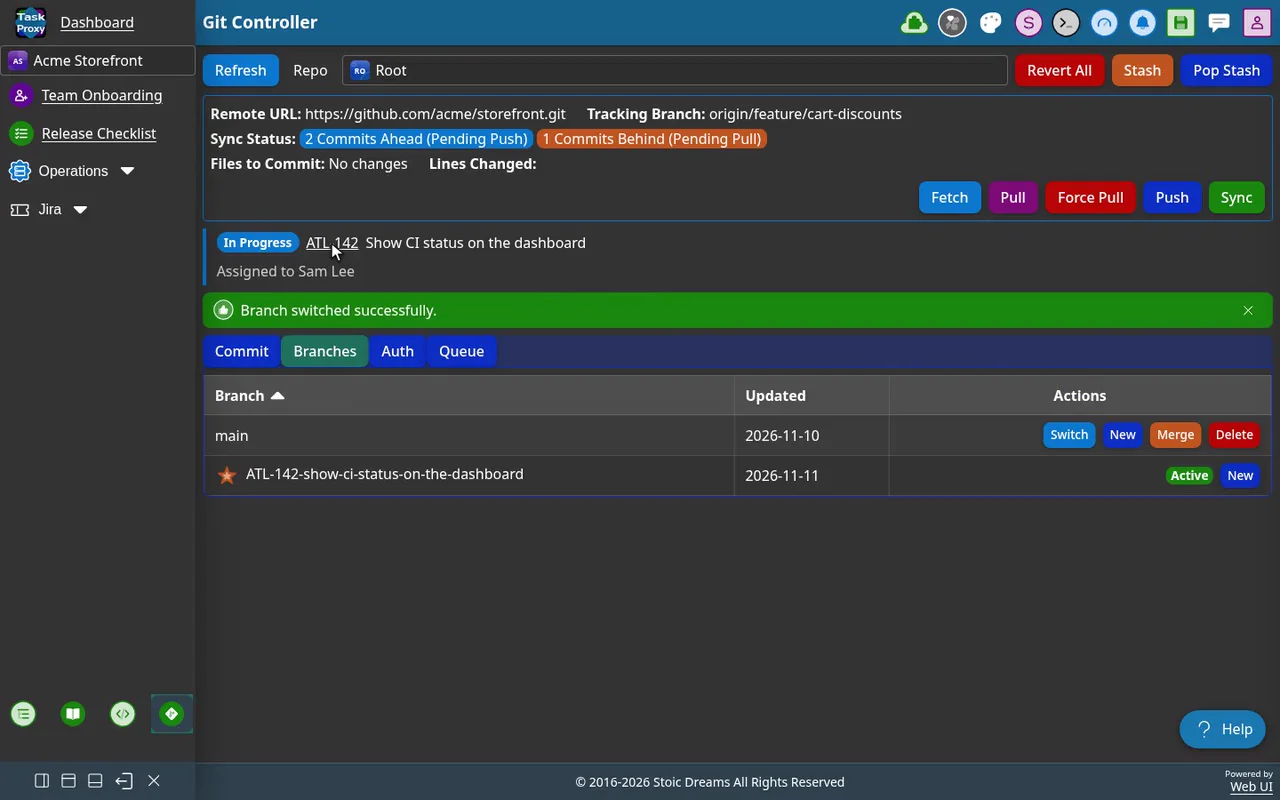 Task Proxy
Dashboard
Git Controller
S
AS Acme Storefront
Team Onboarding
Release Checklist
Operations
Jira
Refresh Repo RO Root Revert All Stash Pop Stash
Remote URL: https://github.com/acme/storefront.git Tracking Branch: origin/feature/cart-discounts
Sync Status: 2 Commits Ahead (Pending Push) 1 Commits Behind (Pending Pull)
Files to Commit: No changes Lines Changed:
Fetch Pull Force Pull Push Sync
In Progress ATL-142 Show CI status on the dashboard
Assigned to Sam Lee
Branch switched successfully.
Commit Branches Auth Queue
Branch Updated Actions
main 2026-11-10 Switch New Merge Delete
ATL-142-show-ci-status-on-the-dashboard 2026-11-11 Active New
? Help
© 2016-2026 Stoic Dreams All Rights Reserved
Powered by
Web UI